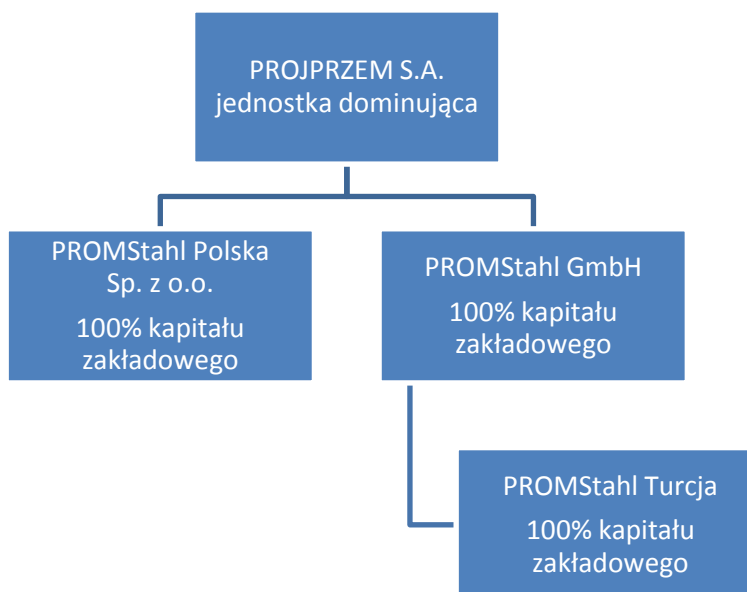 PROJPRZEM S.A.
jednostka dominująca
PROMStahl Polska
Sp. z o.o.
100% kapitału
zakładowego
PROMStahl GmbH
100% kapitału
zakładowego
PROMStahl Turcja
100% kapitału
zakładowego